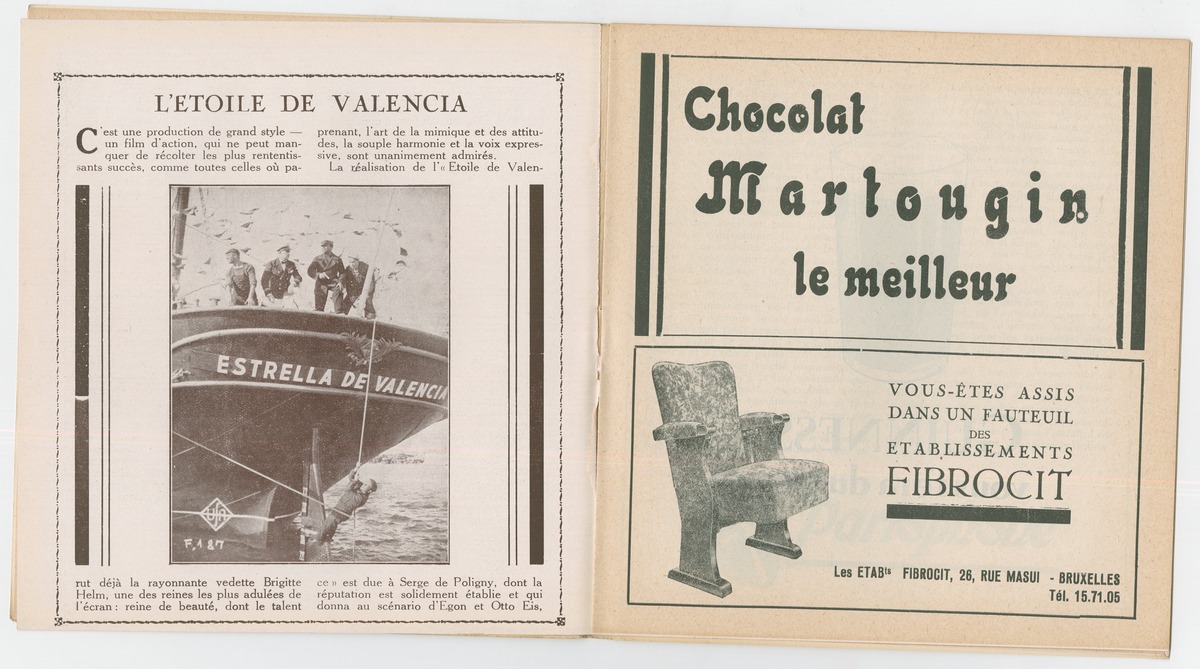 L'ETOILE DE VALENCIA
C'est une production de grand style —
un film d'action, qui ne peut man-
quer de récolter les plus rententis-
sants succès, comme toutes celles où pa-
rut déjà la rayonnante vedette Brigitte
Helm, une des reines les plus adulées de
l'écran : reine de beauté, dont le talent
prenant, l'art de la mimique et des attitu-
des, la souple harmonie et la voix expres-
sive, sont unanimement admirés.
La réalisation de l'« Etoile de Valen-
ce » est due à Serge de Poligny, dont la
réputation est solidement établie et qui
donna au scénario d'Egon et Otto Eis,
ESTRELLA DE VALENCIA
UFA
F.187
Chocolat
Martougin
le meilleur
VOUS-ÊTES ASSIS
DANS UN FAUTEUIL
DES
ETABLISSEMENTS
FIBROCIT
Les ETABts FIBROCIT, 26, RUE MASUI - BRUXELLES
Tél. 15.71.05